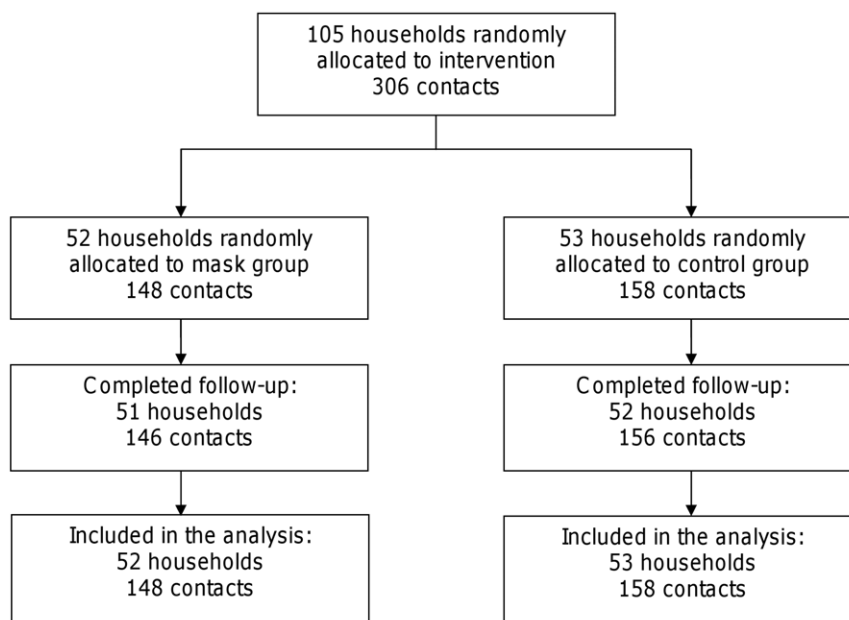 105 households randomly
allocated to intervention
306 contacts
52 households randomly
allocated to mask group
148 contacts
53 households randomly
allocated to control group
158 contacts
Completed follow-up:
51 households
146 contacts
Completed follow-up:
52 households
156 contacts
Included in the analysis:
52 households
148 contacts
Included in the analysis:
53 households
158 contacts